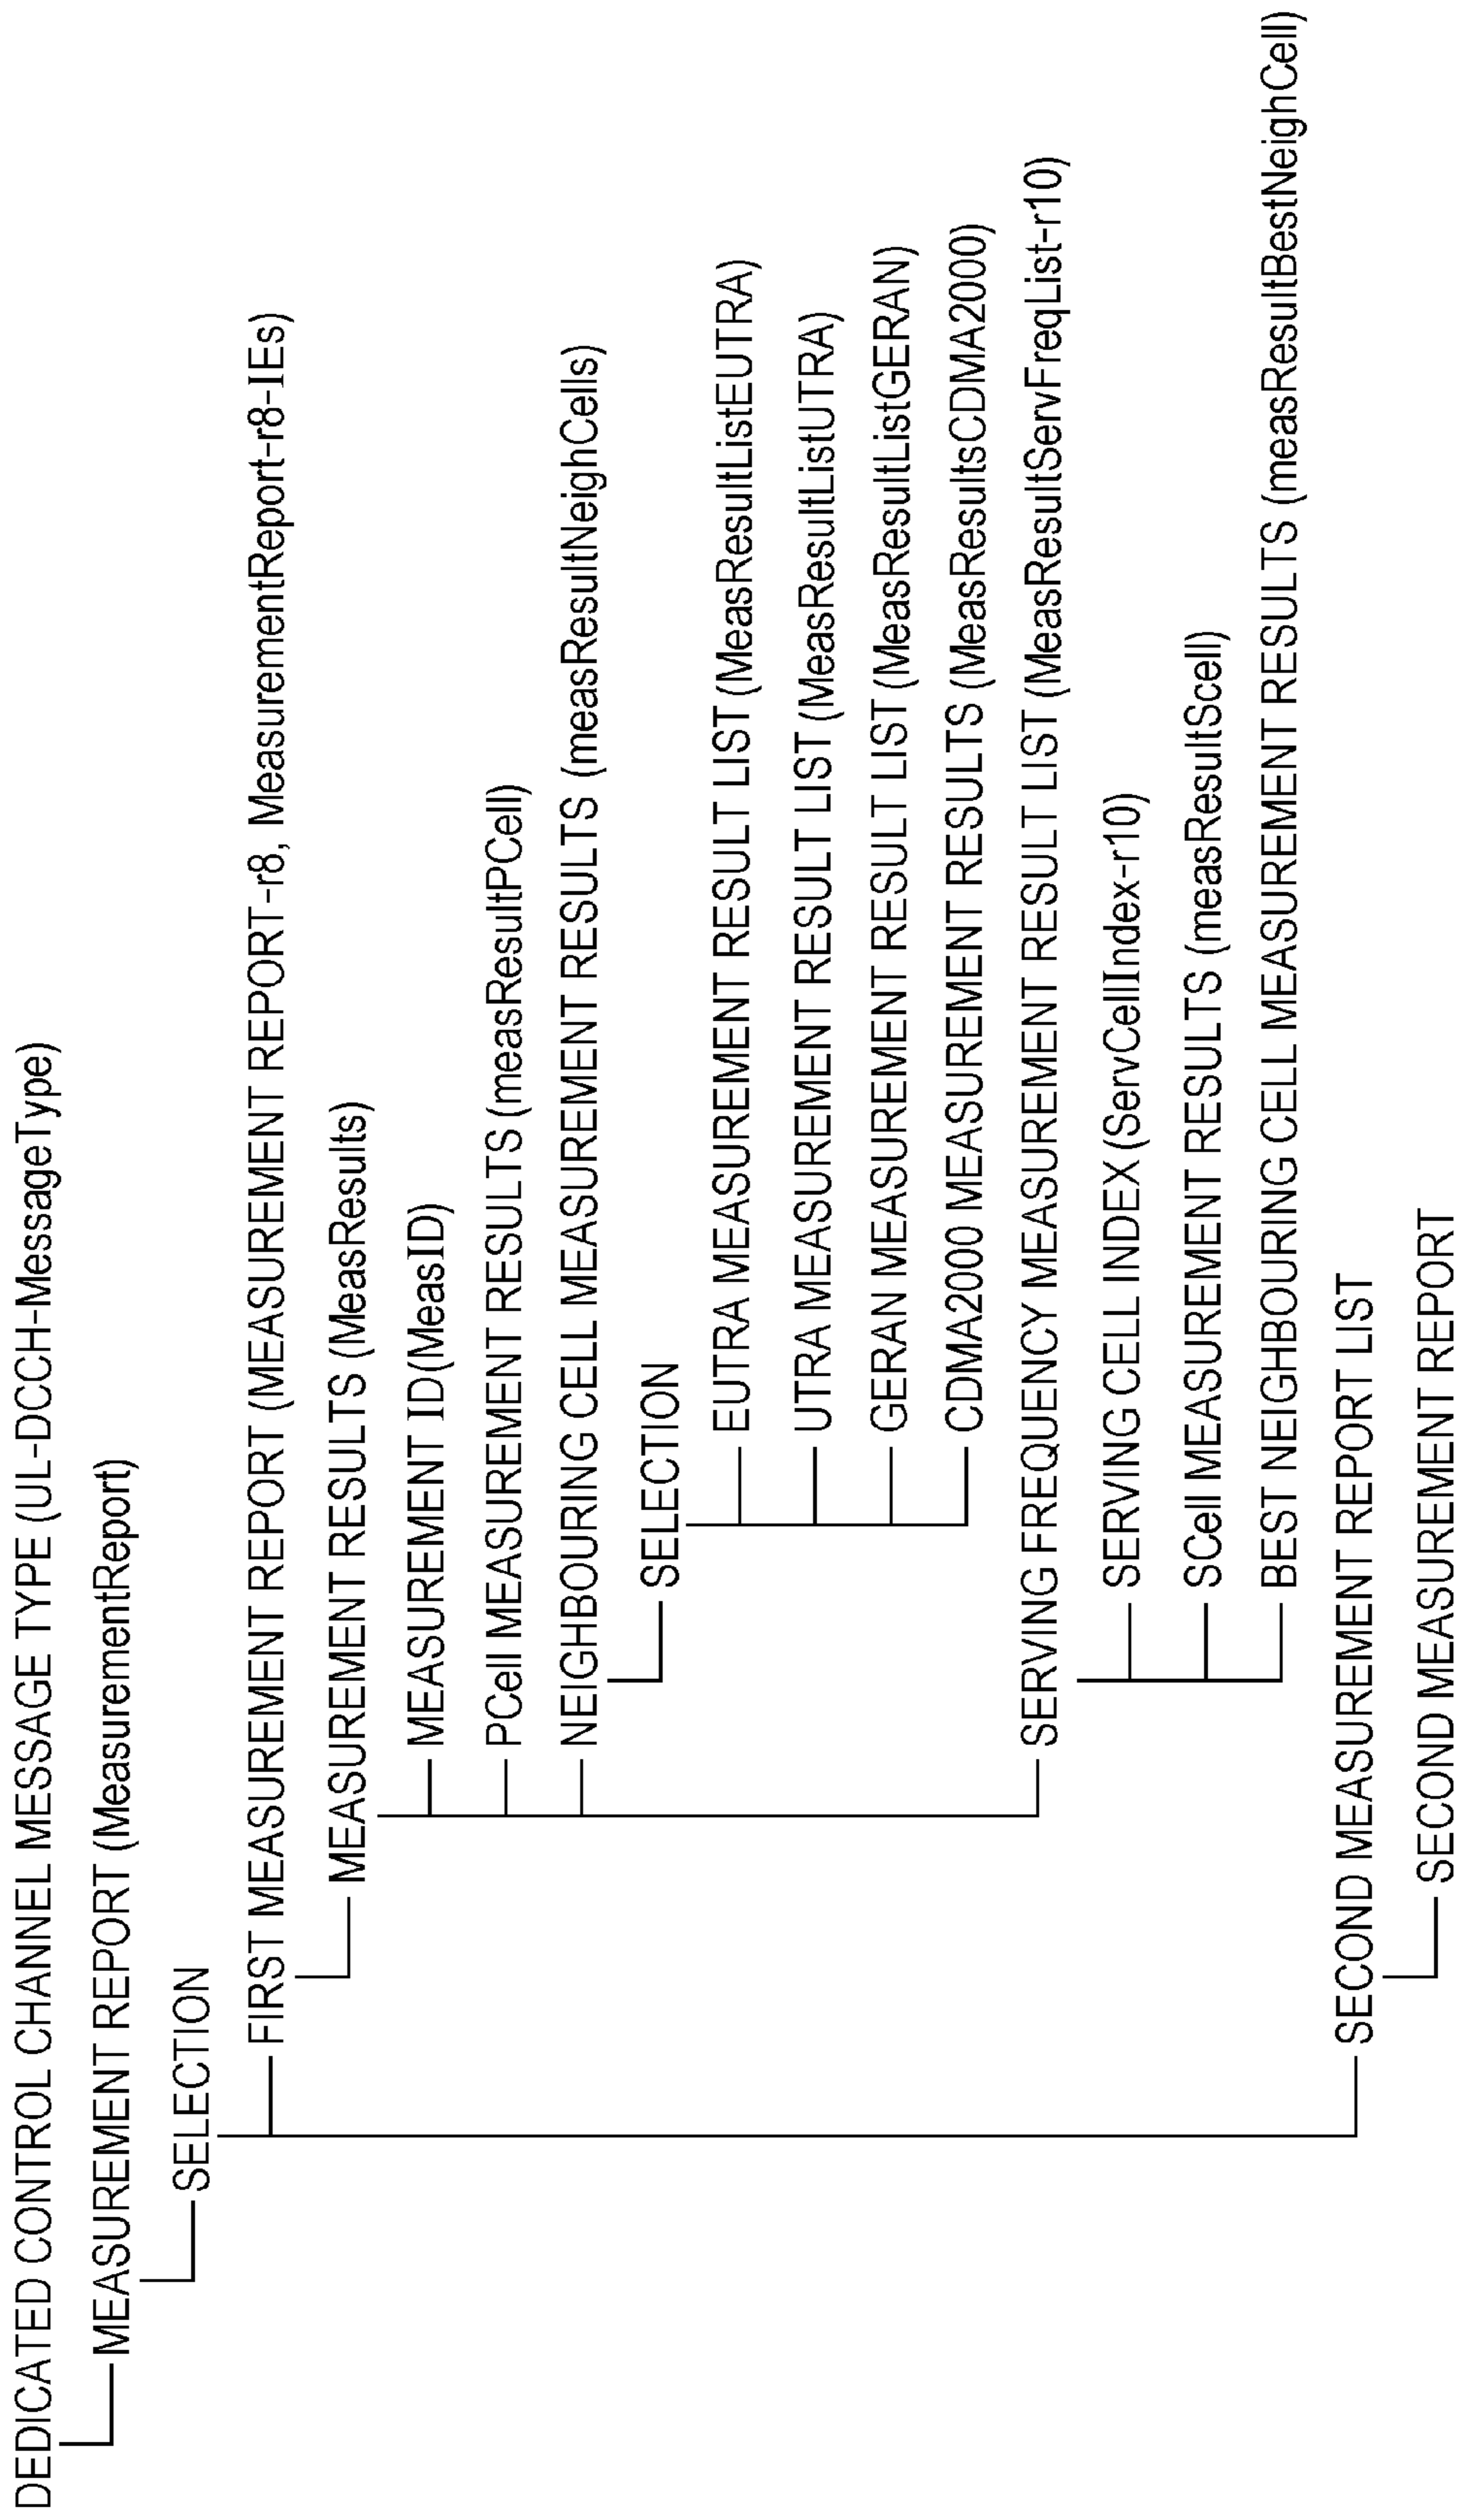 DEDICATED CONTROL CHANNEL MESSAGE TYPE (UL-DCCH-MessageType)
MEASUREMENT REPORT (MeasurementReport)
SELECTION
FIRST MEASUREMENT REPORT (MEASUREMENT REPORT-r8, MeasurementReport-r8-IEs)
MEASUREMENT RESULTS (MeasResults)
MEASUREMENT ID(MeasID)
PCell MEASUREMENT RESULTS (measResultPCell)
NEIGHBOURING CELL MEASUREMENT RESULTS (measResultNeighCells)
SELECTION
EUTRA MEASUREMENT RESULT LIST (MeasResultListEUTRA)
UTRA MEASUREMENT RESULT LIST (MeasResultListUTRA)
GERAN MEASUREMENT RESULT LIST (MeasResultListGERAN)
CDMA2000 MEASUREMENT RESULTS (MeasResultsCDMA2000)
SERVING FREQUENCY MEASUREMENT RESULT LIST (MeasResultServFreqList-r10)
SERVING CELL INDEX (ServCellIndex-r10)
SCell MEASUREMENT RESULTS (measResultScell)
BEST NEIGHBOURING CELL MEASUREMENT RESULTS (measResultBestNeighCell)
SECOND MEASUREMENT REPORT LIST
SECOND MEASUREMENT REPORT